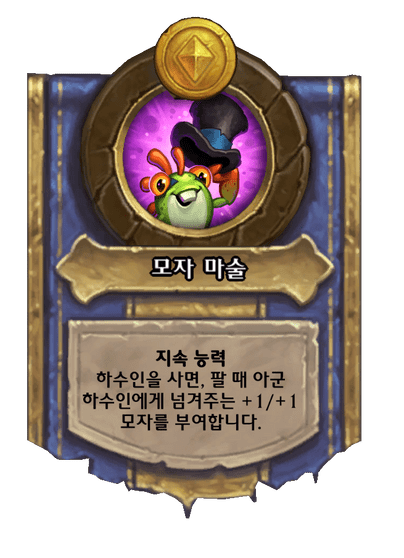 모자 마술
지속 능력
하수인을 사면, 팔 때 아군
하수인에게 넘겨주는 +1/+1
모자를 부여합니다.